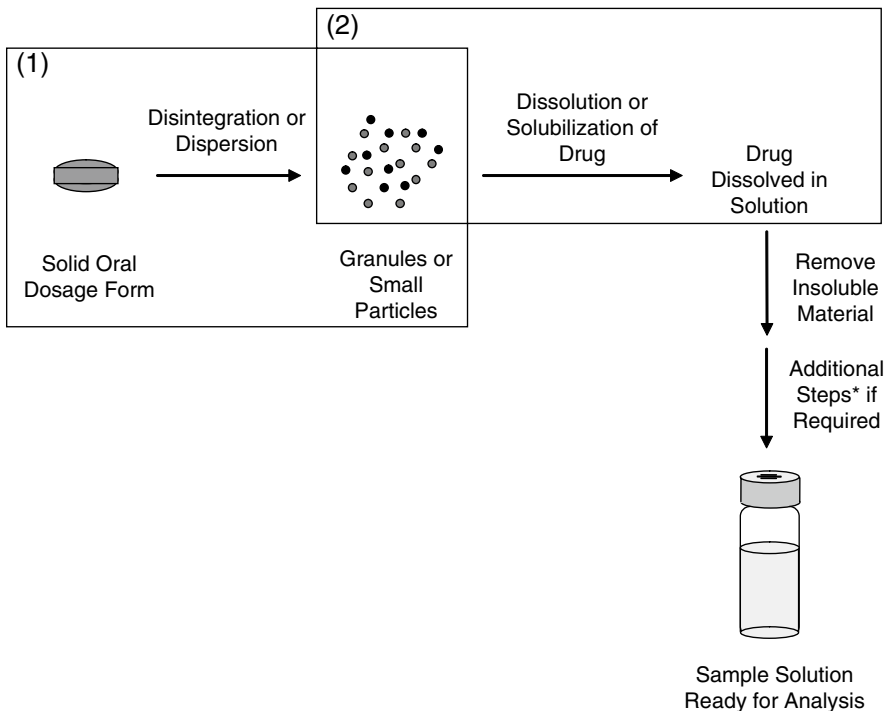 (1)
(2)
Disintegration or
Dispersion
Dissolution or
Solubilization of
Drug
Drug
Dissolved in
Solution
Solid Oral
Dosage Form
Granules or
Small
Particles
Remove
Insoluble
Material
Additional
Steps* if
Required
Sample Solution
Ready for Analysis